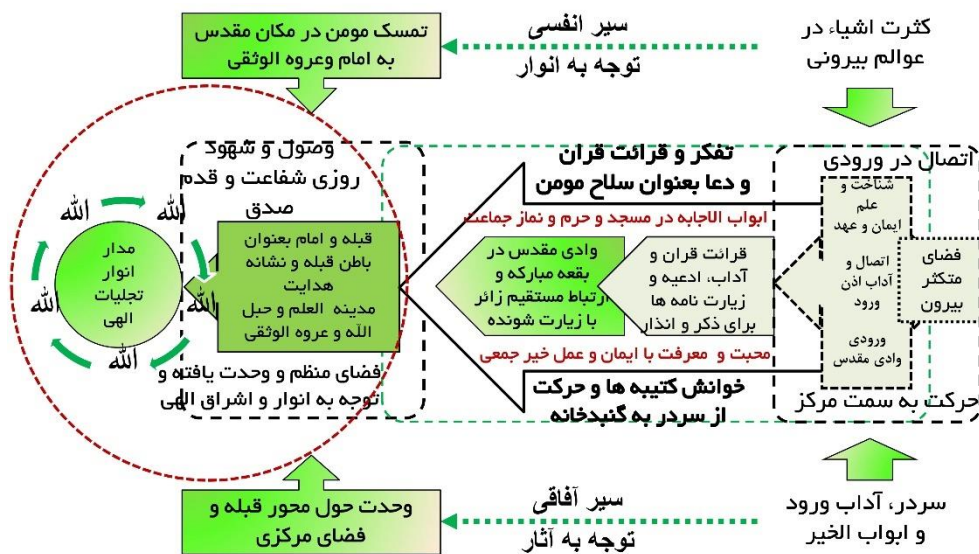 کثرت اشیاء در
عوالم بیرونی
سیر انفسی
توجه به انوار
تمسک مومن در مکان مقدس
به امام وعروه الوثقی
اتصال در ورودی
شناخت و
علم
ایمان و عهد
اتصال و
آداب اذن
ورود
ورودی
وادی مقدس
فضای
متکثر
بیرون
حرکت به سمت مرکز
تفکر و قرائت قران
و دعا بعنوان سلاح مومن
ابواب الاجابه در مسجد و حرم و نماز جماعت
قرائت قران و
آداب، ادعیه و
زیارت نامه ها
برای ذکر و انذار
وادی مقدس در
بقعه مبارکه و
ارتباط مستقیم زائر
با زیارت شونده
محبت و معرفت با ایمان و عمل خیر جمعی
خوانش کتیبه ها و حرکت
از سردر به گنبدخانه
وصول و شهود
روزی شفاعت و قدم
صدق
قبله و امام بعنوان
باطن قبله و نشانه
هدایت
مدینه العلم و حبل
الله و عروه الوثقی
فضای منظم و وحدت یافته و
توجه به انوار و اشراق الهی
الله
الله
الله
الله
الله
الله
مدار
انوار
تجلیات
الهی
سردر، آداب ورود
و ابواب الخیر
سیر آفاقی
توجه به آثار
وحدت حول محور قبله و
فضای مرکزی